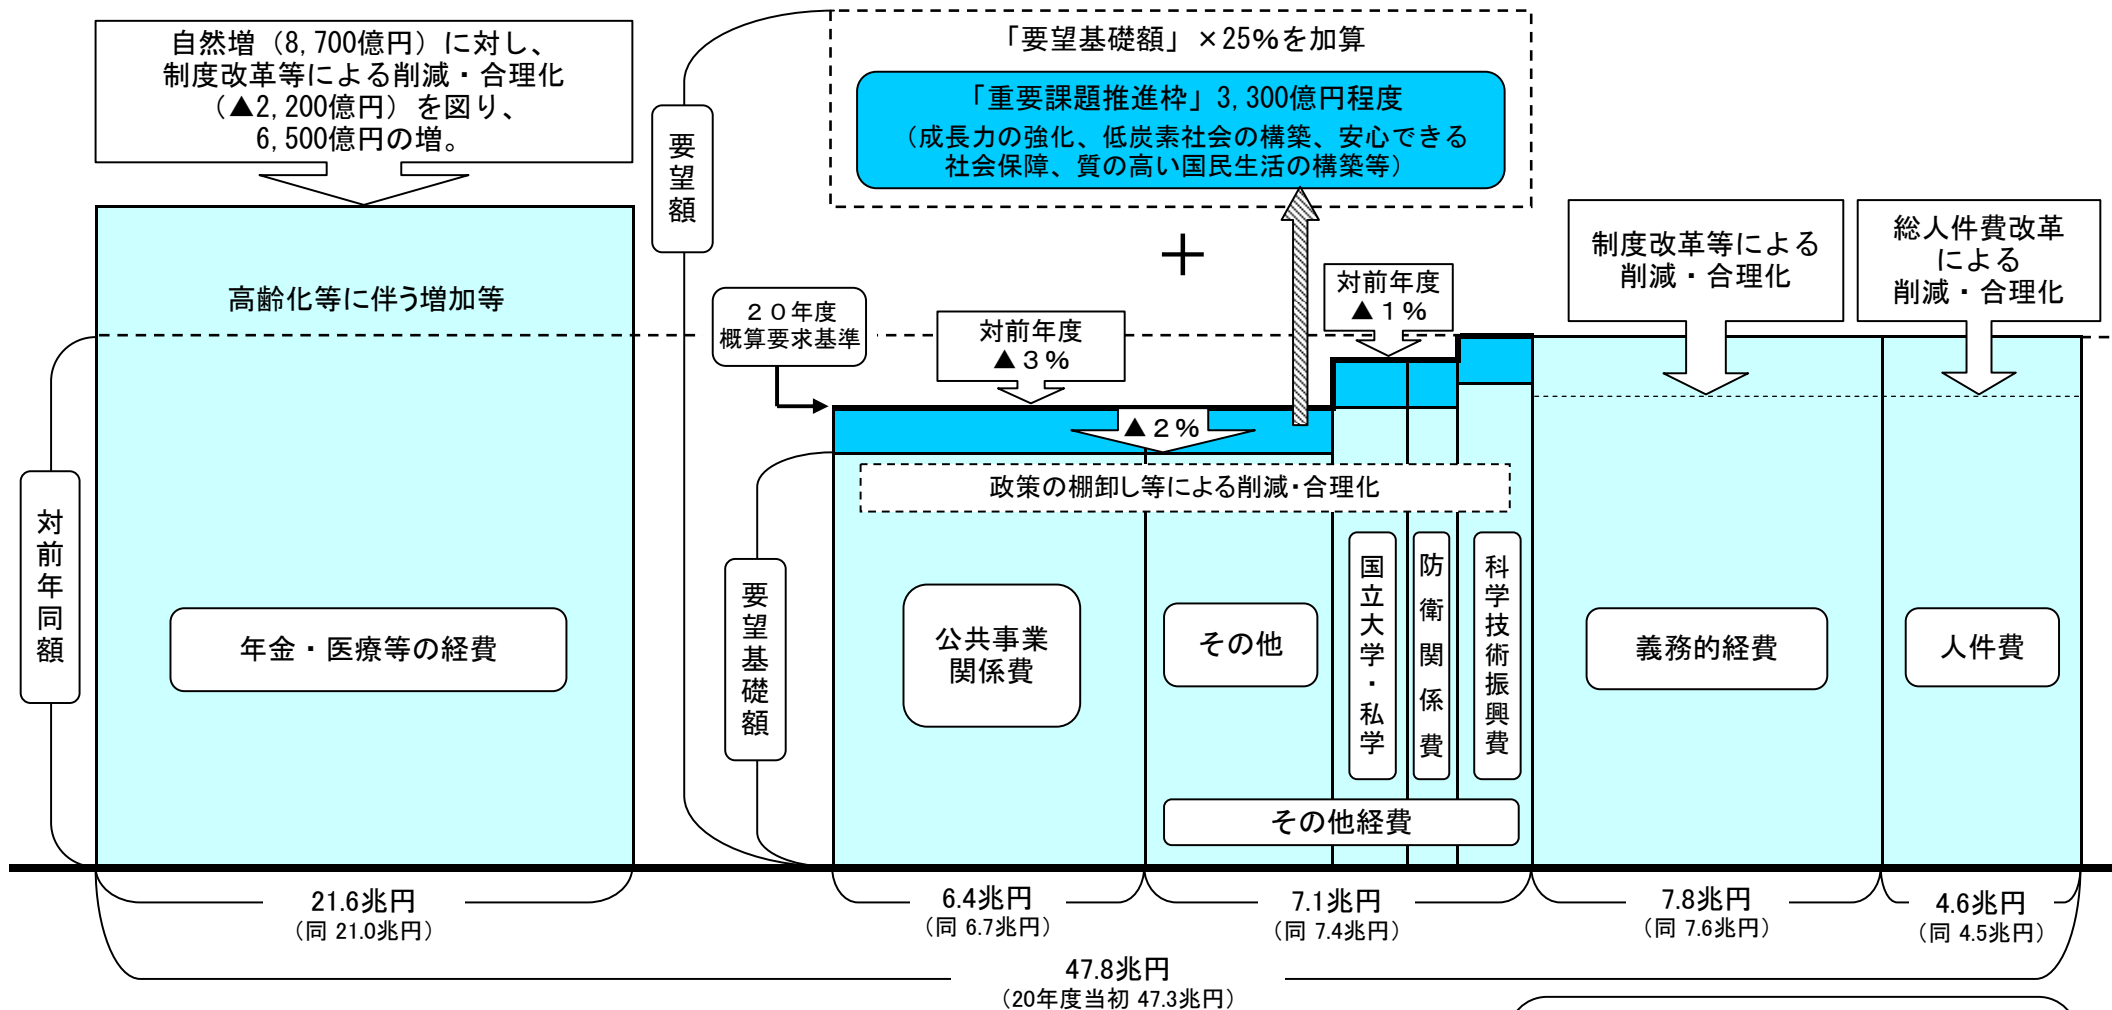 自然増（8,700億円）に対し、
制度改革等による削減・合理化
（▲2,200億円）を図り、
6,500億円の増。
「要望基礎額」×25%を加算
「重要課題推進枠」3,300億円程度
（成長力の強化、低炭素社会の構築、安心できる
社会保障、質の高い国民生活の構築等）
要望額
＋
高齢化等に伴う増加等
２０年度
概算要求基準
対前年度
▲３%
対前年度
▲１%
制度改革等による
削減・合理化
総人件費改革
による
削減・合理化
▲２%
政策の棚卸し等による削減・合理化
対前年同額
要望基礎額
年金・医療等の経費
公共事業
関係費
その他
国立大学・私学
防衛関係費
科学技術振興費
義務的経費
人件費
その他経費
21.6兆円
（同 21.0兆円）
6.4兆円
（同 6.7兆円）
7.1兆円
（同 7.4兆円）
7.8兆円
（同 7.6兆円）
4.6兆円
（同 4.5兆円）
47.8兆円
（20年度当初 47.3兆円）